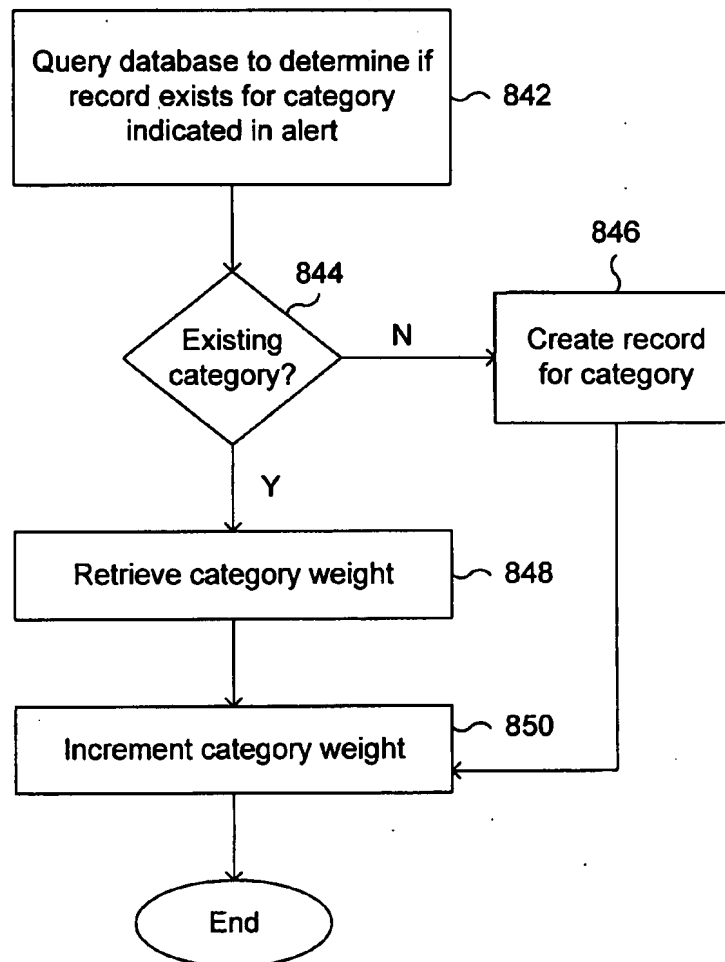 Query database to determine if
record exists for category
indicated in alert
842
844
846
Existing
category?
N
Create record
for category
Y
Retrieve category weight
848
Increment category weight
850
End